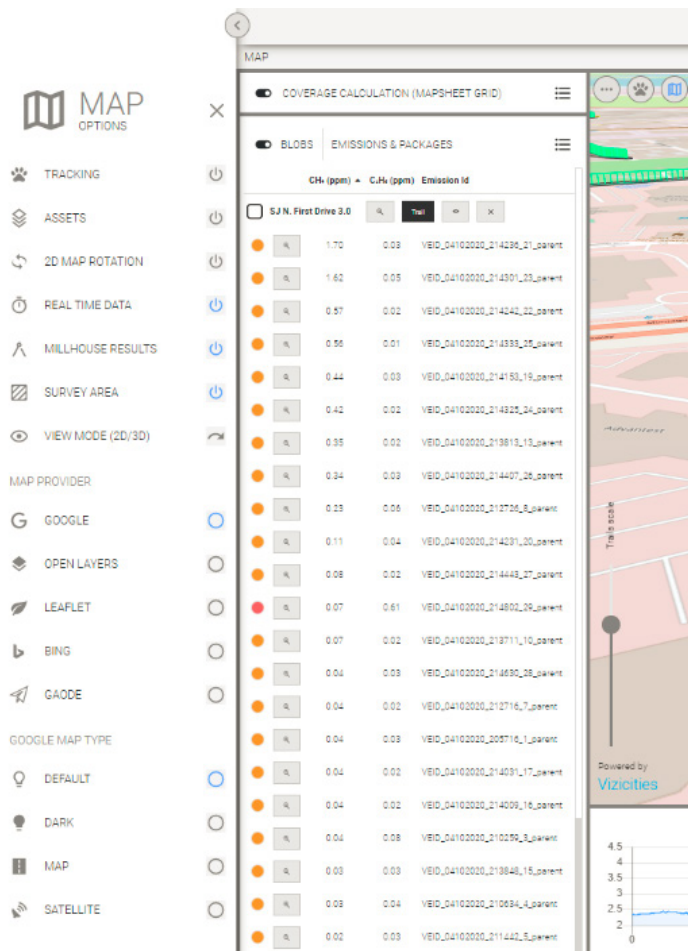 MAP
MAP
OPTIONS
TRACKING
ASSETS
2D MAP ROTATION
REAL TIME DATA
MILLHOUSE RESULTS
SURVEY AREA
VIEW MODE (2D/3D)
MAP PROVIDER
GOOGLE
OPEN LAYERS
LEAFLET
BING
GAODE
GOOGLE MAP TYPE
DEFAULT
DARK
MAP
SATELLITE
COVERAGE CALCULATION (MAPSHEET GRID)
BLOBS EMISSIONS & PACKAGES
CH₄ (ppm) C₂H₆ (ppm) Emission Id
SJ N. First Drive 3.0 Trail
1.70 0.03 VEID_04102020_214236_21_parent
1.62 0.05 VEID_04102020_214301_23_parent
0.57 0.02 VEID_04102020_214242_22_parent
0.56 0.01 VEID_04102020_214333_25_parent
0.44 0.03 VEID_04102020_214153_19_parent
0.42 0.02 VEID_04102020_214325_24_parent
0.35 0.02 VEID_04102020_213813_13_parent
0.34 0.03 VEID_04102020_214407_26_parent
0.23 0.06 VEID_04102020_212726_8_parent
0.11 0.04 VEID_04102020_214231_20_parent
0.08 0.02 VEID_04102020_214443_27_parent
0.07 0.61 VEID_04102020_214802_29_parent
0.07 0.02 VEID_04102020_213711_10_parent
0.04 0.03 VEID_04102020_214630_28_parent
0.04 0.02 VEID_04102020_212716_7_parent
0.04 0.03 VEID_04102020_205716_1_parent
0.04 0.02 VEID_04102020_214031_17_parent
0.04 0.02 VEID_04102020_214009_16_parent
0.04 0.08 VEID_04102020_210259_3_parent
0.03 0.03 VEID_04102020_213848_15_parent
0.03 0.04 VEID_04102020_210634_4_parent
0.02 0.03 VEID_04102020_211442_5_parent
Advantest
Trails scale
Powered by
Vizicities
4.5
4
3.5
3
2.5
2
0